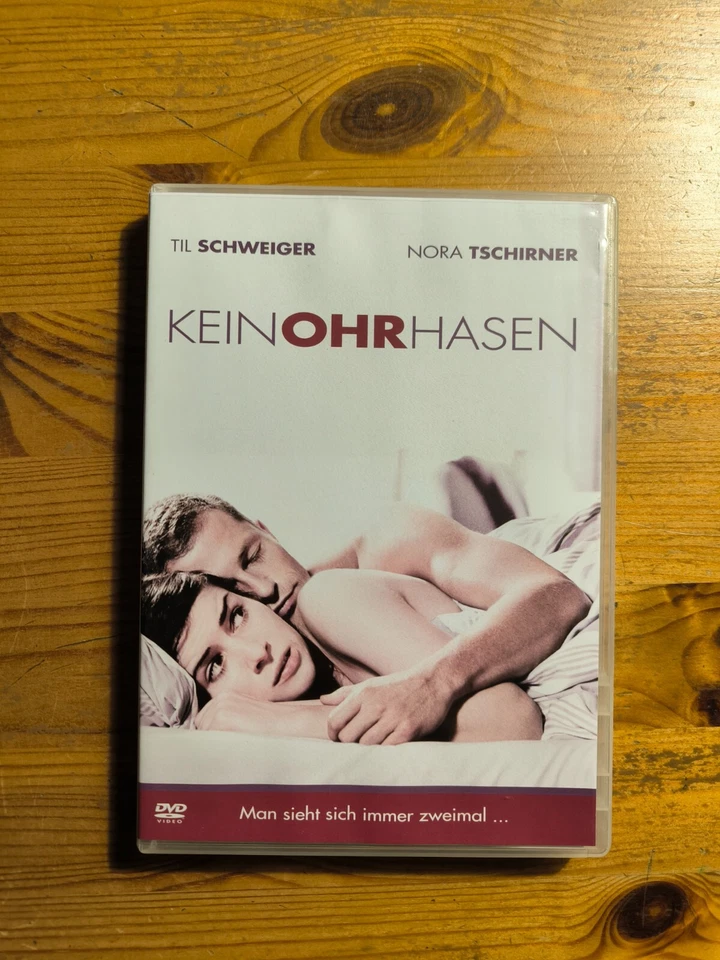 TIL SCHWEIGER NORA TSCHIRNER
KEINOHRHASEN
DVD
VIDEO
Man sieht sich immer zweimal ...